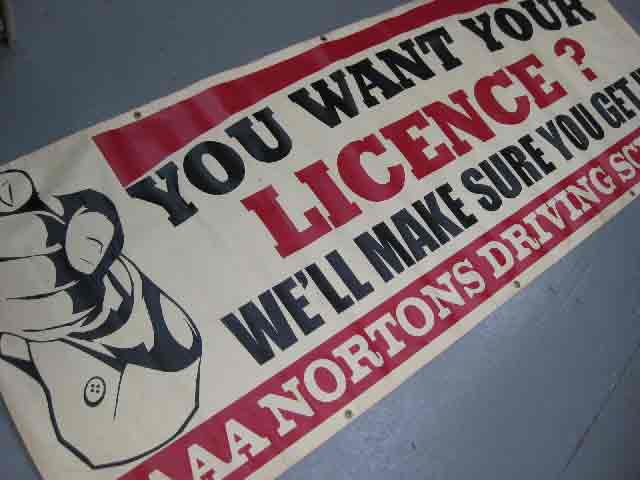 YOU WANT YOUR
LICENCE ?
WE'LL MAKE SURE YOU GET
AAA NORTONS DRIVING